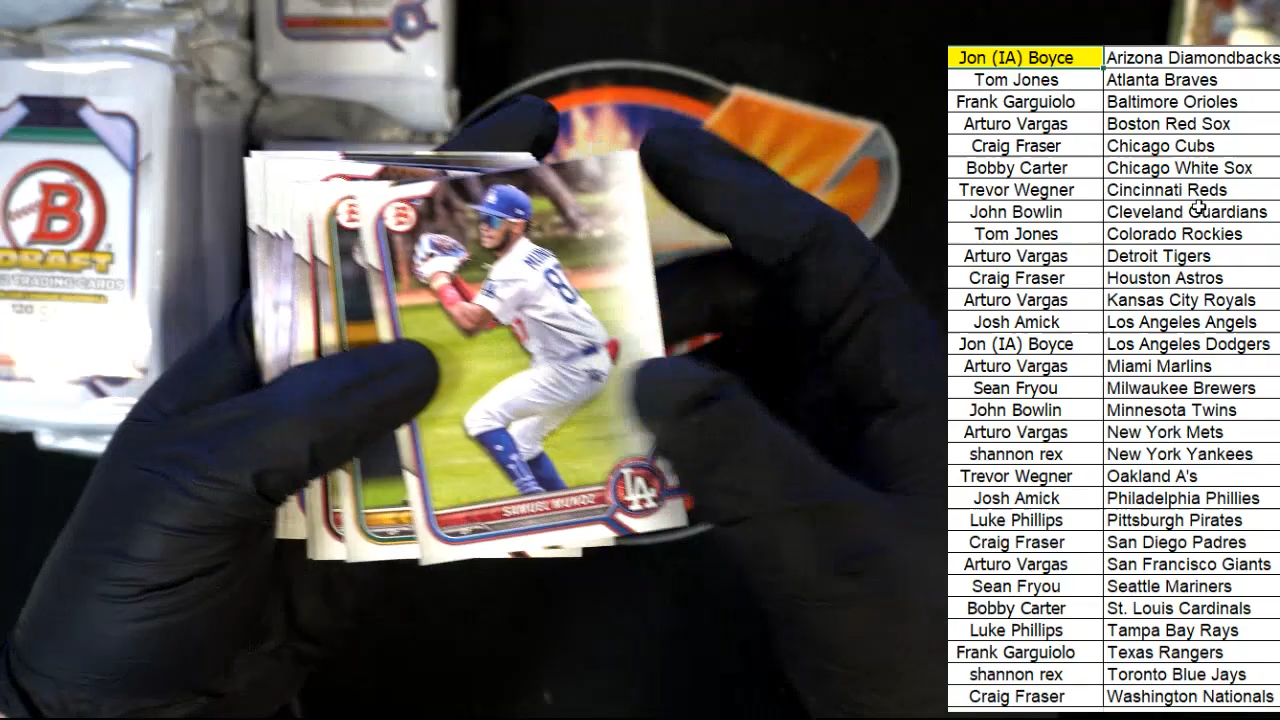 B
DRAFT
TRADING CARDS
B
B
MUNOZ
8
SAMUEL MUNOZ
LA
Jon (IA) Boyce Arizona Diamondbacks
Tom Jones Atlanta Braves
Frank Garguiolo Baltimore Orioles
Arturo Vargas Boston Red Sox
Craig Fraser Chicago Cubs
Bobby Carter Chicago White Sox
Trevor Wegner Cincinnati Reds
John Bowlin Cleveland Guardians
Tom Jones Colorado Rockies
Arturo Vargas Detroit Tigers
Craig Fraser Houston Astros
Arturo Vargas Kansas City Royals
Josh Amick Los Angeles Angels
Jon (IA) Boyce Los Angeles Dodgers
Arturo Vargas Miami Marlins
Sean Fryou Milwaukee Brewers
John Bowlin Minnesota Twins
Arturo Vargas New York Mets
shannon rex New York Yankees
Trevor Wegner Oakland A's
Josh Amick Philadelphia Phillies
Luke Phillips Pittsburgh Pirates
Craig Fraser San Diego Padres
Arturo Vargas San Francisco Giants
Sean Fryou Seattle Mariners
Bobby Carter St. Louis Cardinals
Luke Phillips Tampa Bay Rays
Frank Garguiolo Texas Rangers
shannon rex Toronto Blue Jays
Craig Fraser Washington Nationals